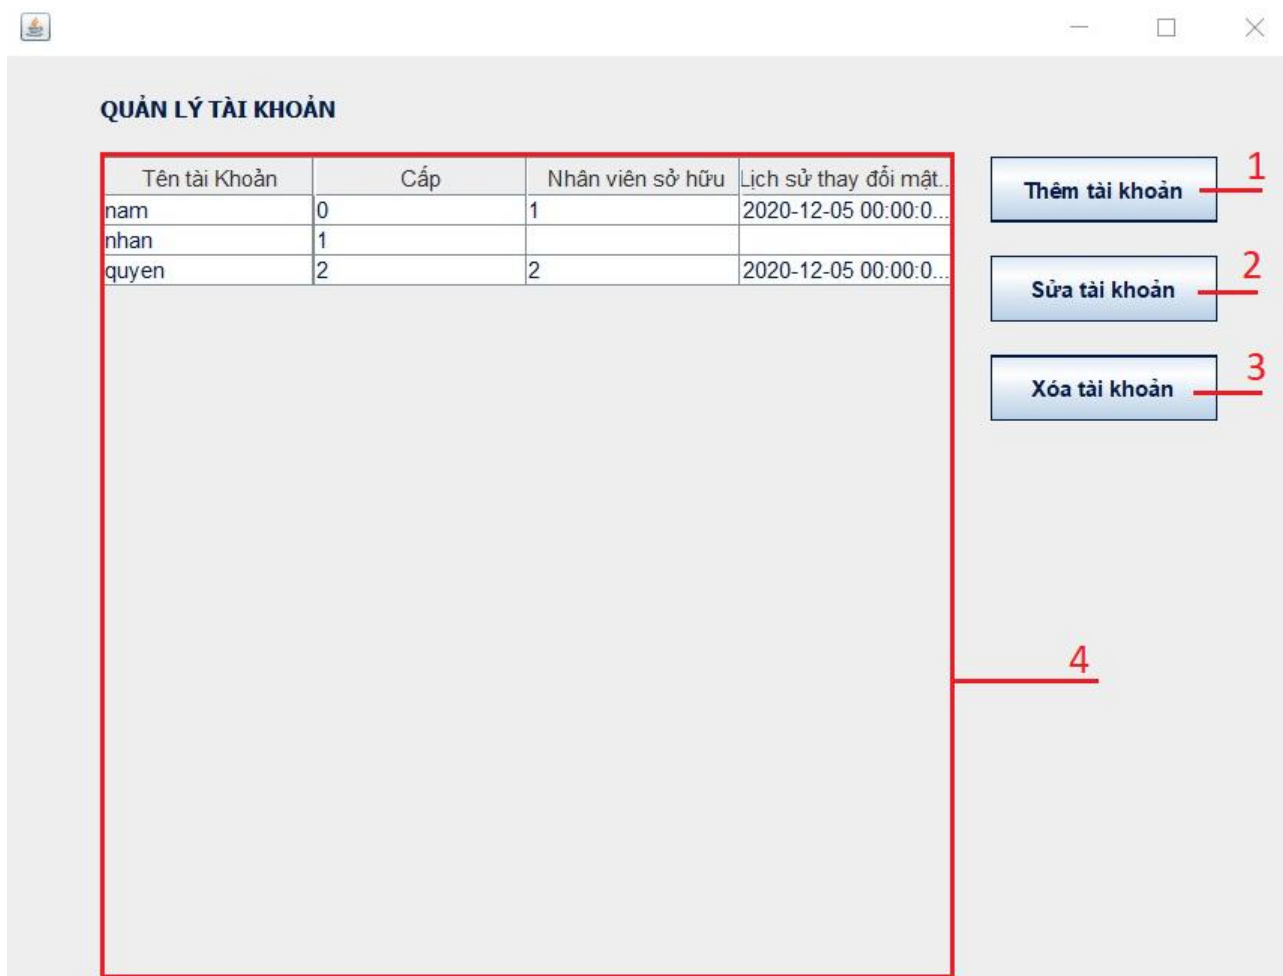 QUẢN LÝ TÀI KHOẢN
Tên tài Khoản Cấp Nhân viên sở hữu Lịch sử thay đổi mật...
nam 0 1 2020-12-05 00:00:0...
nhan 1
quyen 2 2 2020-12-05 00:00:0...
Thêm tài khoản 1
Sửa tài khoản 2
Xóa tài khoản 3
4